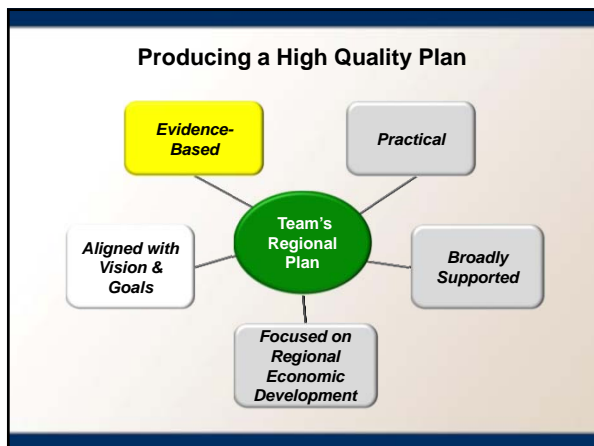 Producing a High Quality Plan
Evidence-
Based
Practical
Team's
Regional
Plan
Aligned with
Vision &
Goals
Broadly
Supported
Focused on
Regional
Economic
Development